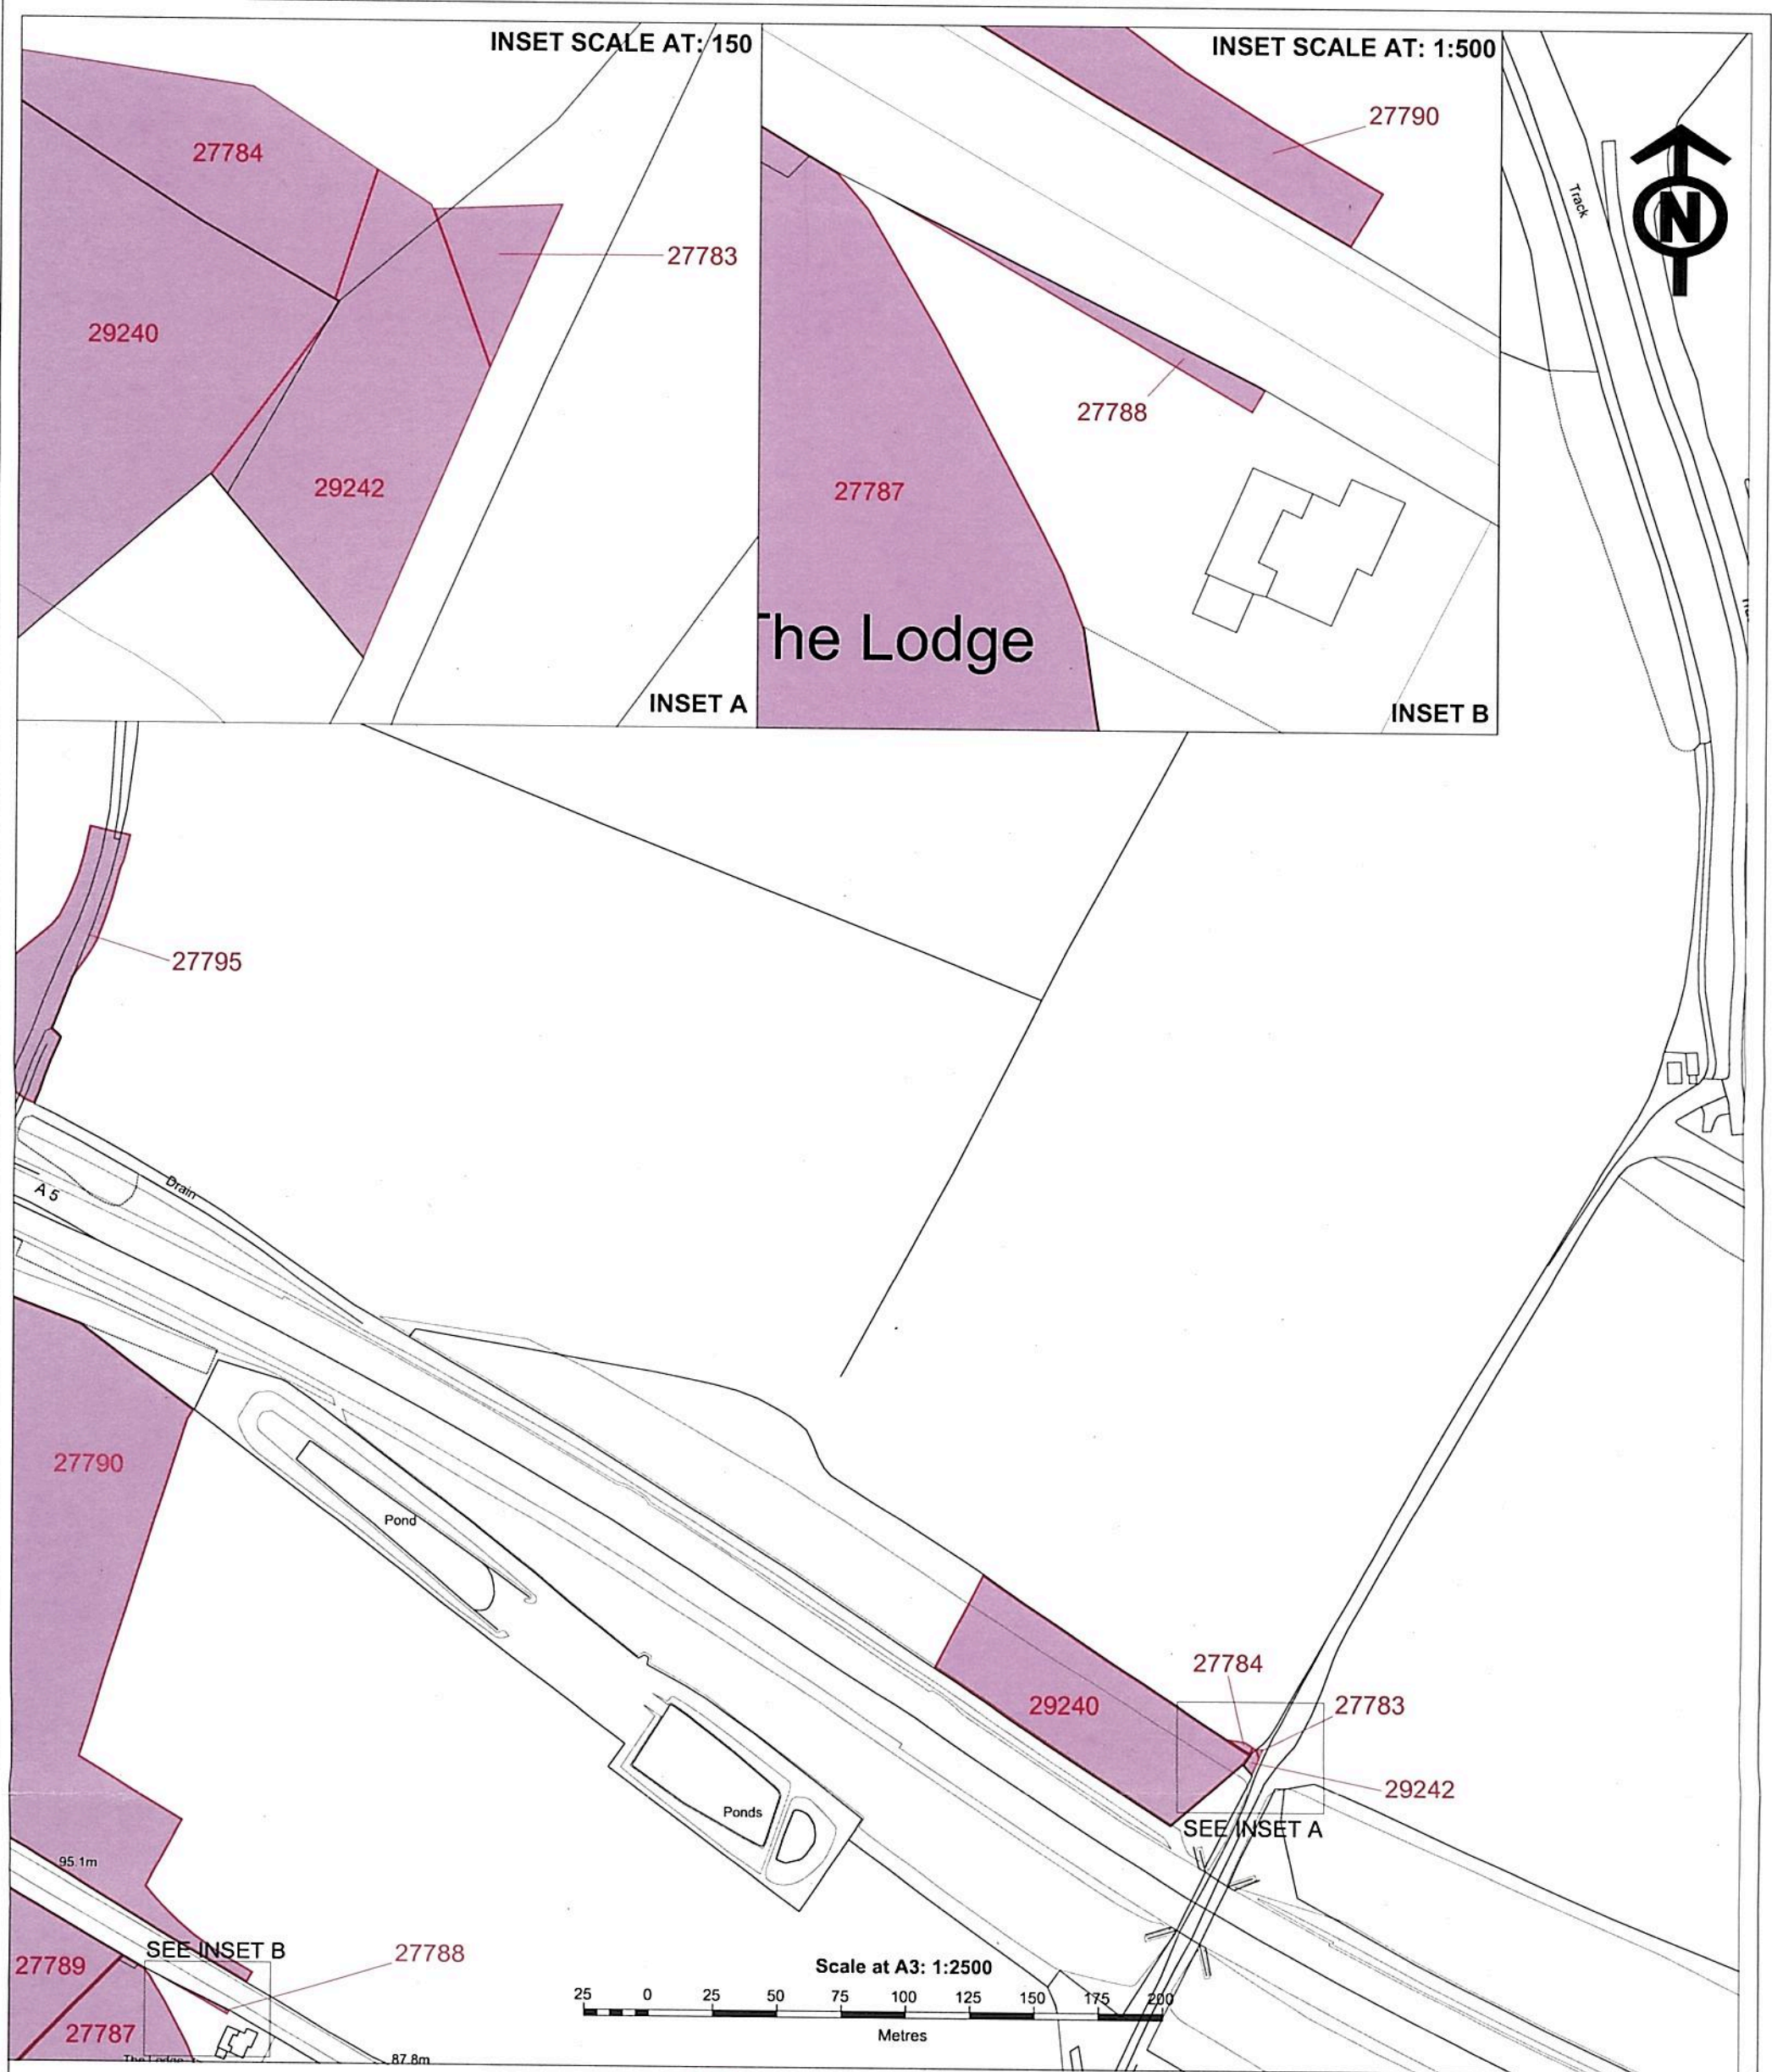 INSET SCALE AT: 150
27784
27783
29240
29242
INSET A
INSET SCALE AT: 1:500
27790
27788
27787
The Lodge
INSET B
Track
N
27795
Drain
A 5
27790
Pond
27784
29240
27783
29242
SEE INSET A
Ponds
95.1m
SEE INSET B
27788
27789
27787
The Lodge
87.8m
Scale at A3: 1:2500
25 0 25 50 75 100 125 150 175 200
Metres